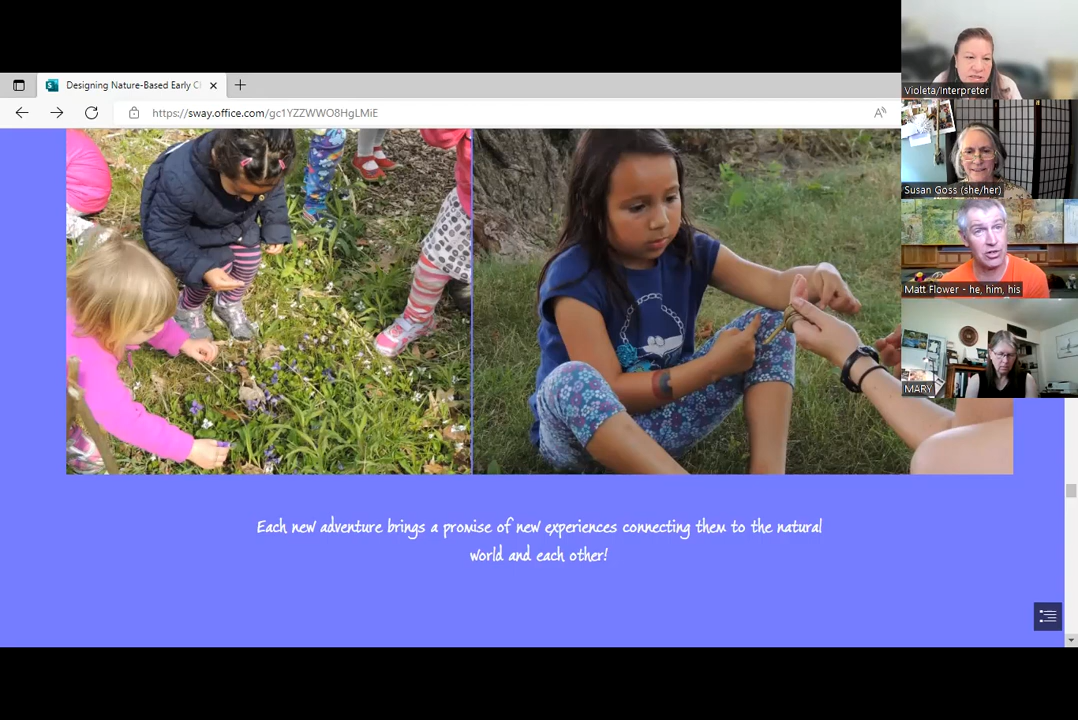 Designing Nature-Based Early C
https://sway.office.com/gc1YZZWWO8HgLMiE
Violeta/Interpreter
Susan Goss (she/her)
Matt Flower - he, him, his
MARY
Each new adventure brings a promise of new experiences connecting them to the natural
world and each other!